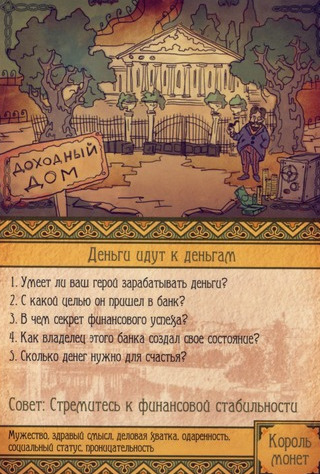 ДОХОДНЫЙ
ДОМ
Деньги идут к деньгам
1. Умеет ли ваш герой зарабатывать деньги?
2. С какой целью он пришел в банк?
3. В чем секрет финансового успеха?
4. Как владелец этого банка создал свое состояние?
5. Сколько денег нужно для счастья?
Совет: Стремитесь к финансовой стабильности
Мужество, здравый смысл, деловая хватка, одаренность,
социальный статус, проницательность
Король
монет